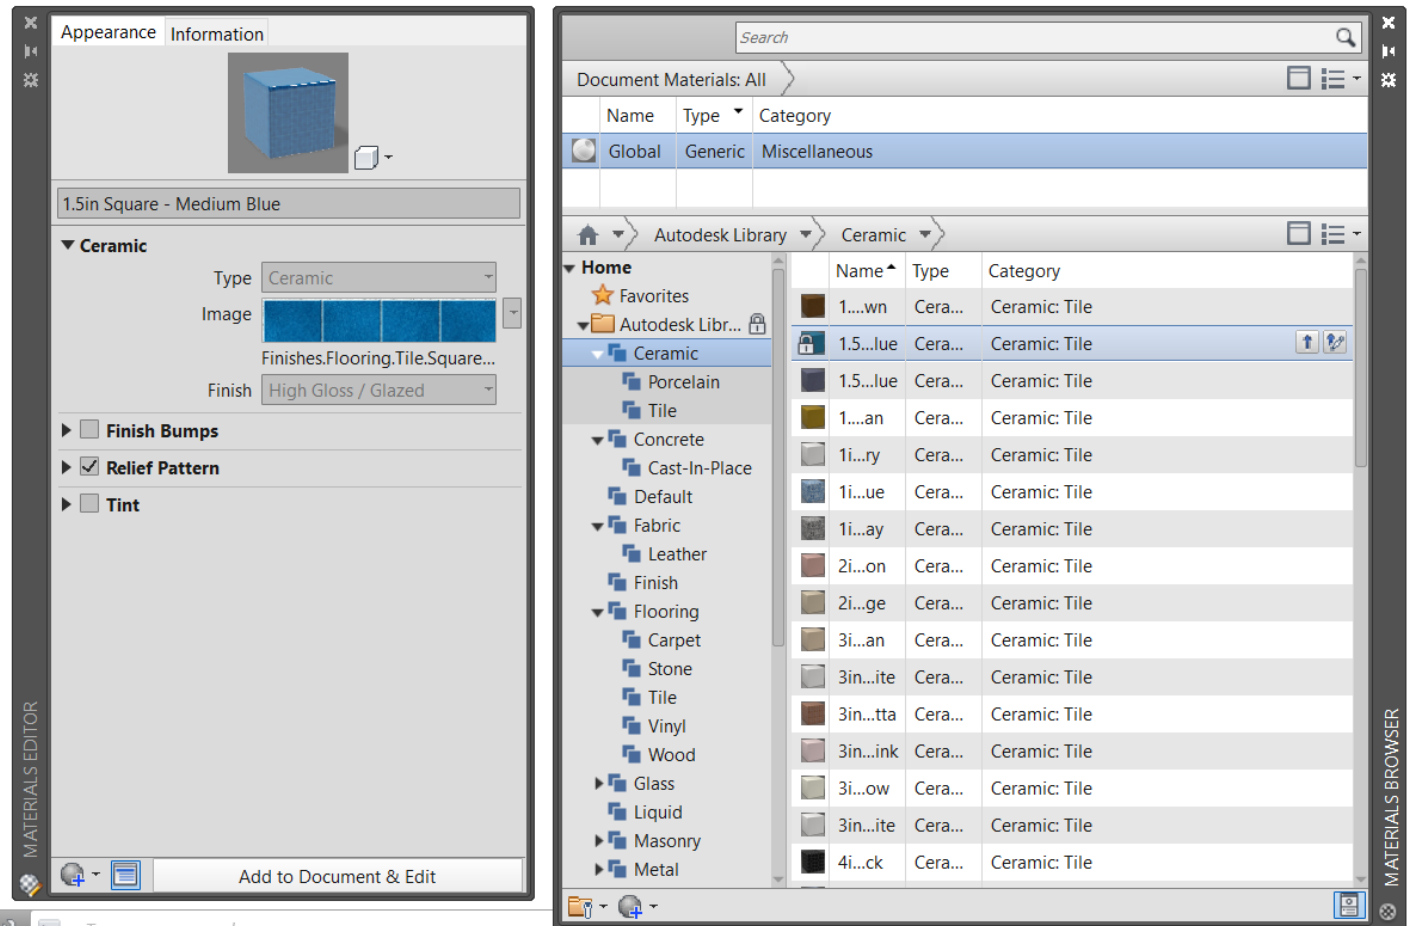 Appearance
Information
1.5in Square - Medium Blue
Ceramic
Type Ceramic
Image
Finishes.Flooring.Tile.Square...
Finish High Gloss / Glazed
Finish Bumps
Relief Pattern
Tint
Add to Document & Edit
MATERIALS EDITOR
Search
Document Materials: All
Name Type Category
Global Generic Miscellaneous
Autodesk Library Ceramic
Home
Favorites
Autodesk Libr...
Ceramic
Porcelain
Tile
Concrete
Cast-In-Place
Default
Fabric
Leather
Finish
Flooring
Carpet
Stone
Tile
Vinyl
Wood
Glass
Liquid
Masonry
Metal
Name Type Category
1....wn Cera... Ceramic: Tile
1.5...lue Cera... Ceramic: Tile
1.5...lue Cera... Ceramic: Tile
1....an Cera... Ceramic: Tile
1i...ry Cera... Ceramic: Tile
1i...ue Cera... Ceramic: Tile
1i...ay Cera... Ceramic: Tile
2i...on Cera... Ceramic: Tile
2i...ge Cera... Ceramic: Tile
3i...an Cera... Ceramic: Tile
3in...ite Cera... Ceramic: Tile
3in...tta Cera... Ceramic: Tile
3in...ink Cera... Ceramic: Tile
3i...ow Cera... Ceramic: Tile
3in...ite Cera... Ceramic: Tile
4i...ck Cera... Ceramic: Tile
MATERIALS BROWSER